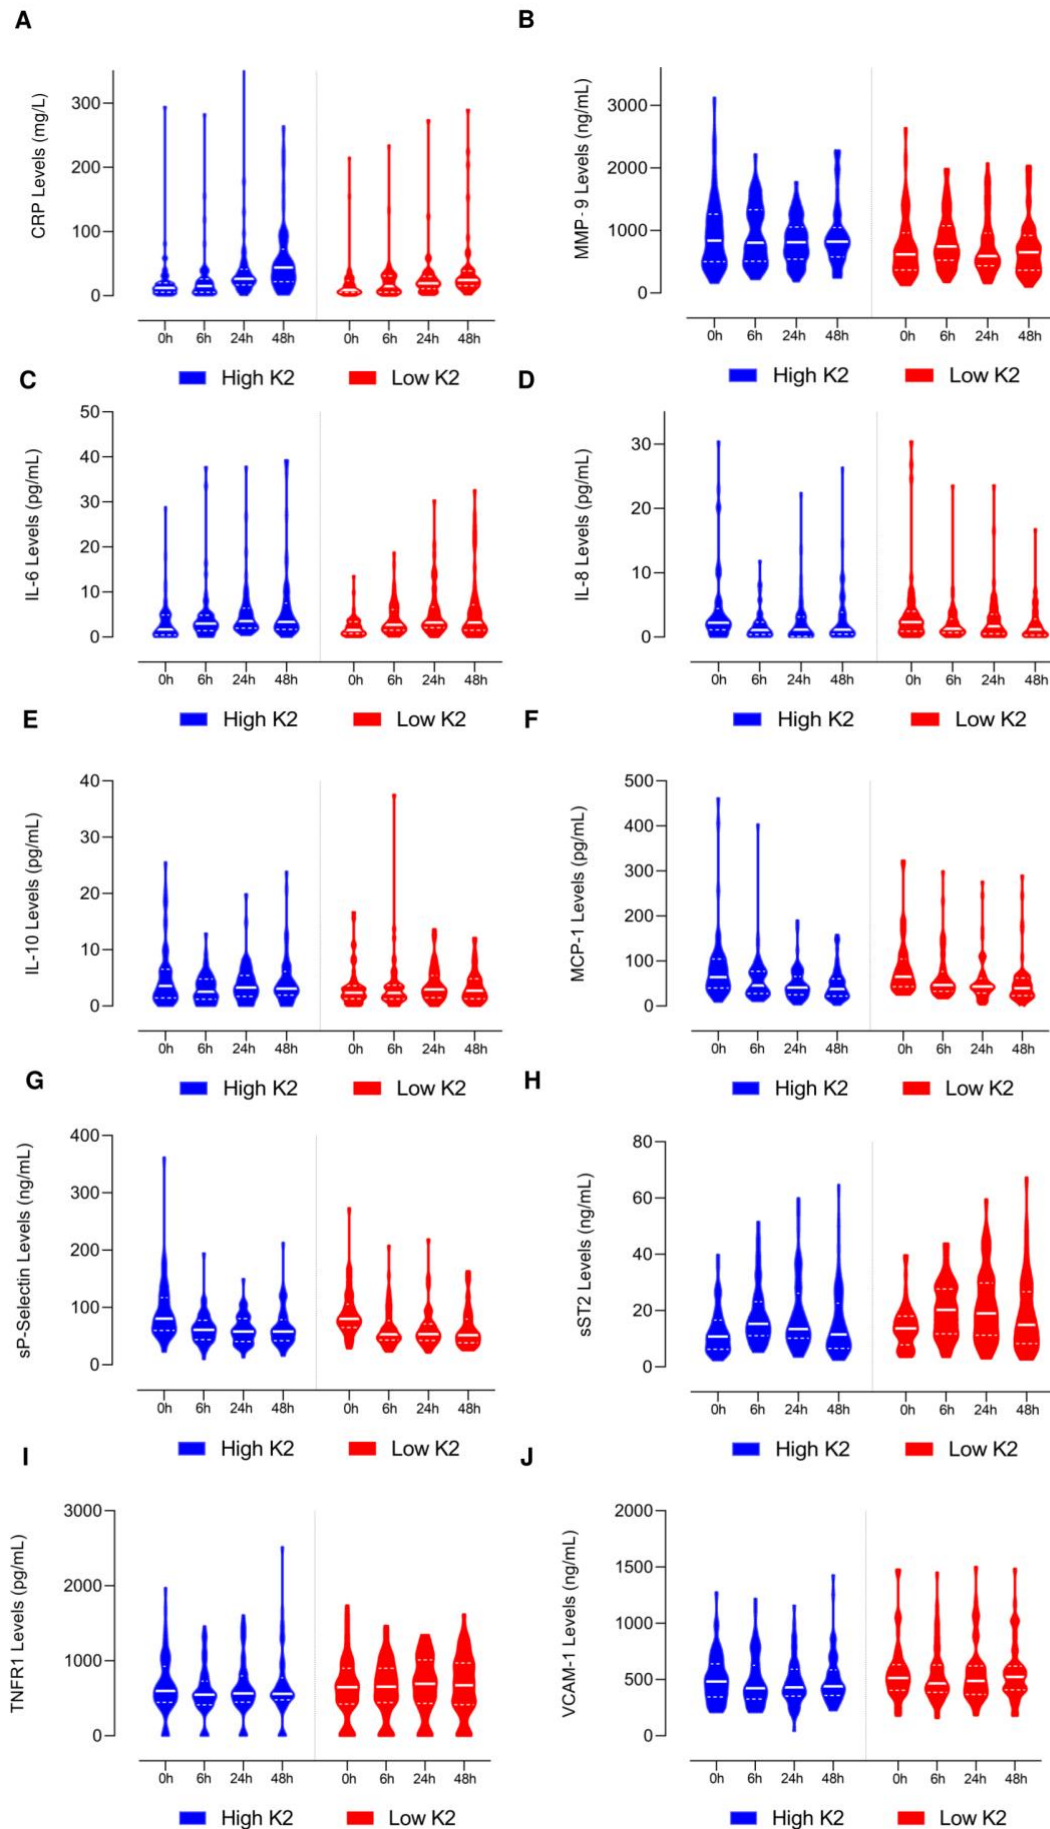 A
CRP Levels (mg/L)
300
200
100
0
0h 6h 24h 48h 0h 6h 24h 48h
High K2 Low K2
B
MMP-9 Levels (ng/mL)
3000
2000
1000
0
0h 6h 24h 48h 0h 6h 24h 48h
High K2 Low K2
C
IL-6 Levels (pg/mL)
50
40
30
20
10
0
0h 6h 24h 48h 0h 6h 24h 48h
High K2 Low K2
D
IL-8 Levels (pg/mL)
30
20
10
0
0h 6h 24h 48h 0h 6h 24h 48h
High K2 Low K2
E
IL-10 Levels (pg/mL)
40
30
20
10
0
0h 6h 24h 48h 0h 6h 24h 48h
High K2 Low K2
F
MCP-1 Levels (pg/mL)
500
400
300
200
100
0
0h 6h 24h 48h 0h 6h 24h 48h
High K2 Low K2
G
sP-Selectin Levels (ng/mL)
400
300
200
100
0
0h 6h 24h 48h 0h 6h 24h 48h
High K2 Low K2
H
sST2 Levels (ng/mL)
80
60
40
20
0
0h 6h 24h 48h 0h 6h 24h 48h
High K2 Low K2
I
TNFR1 Levels (pg/mL)
3000
2000
1000
0
0h 6h 24h 48h 0h 6h 24h 48h
High K2 Low K2
J
VCAM-1 Levels (ng/mL)
2000
1500
1000
500
0
0h 6h 24h 48h 0h 6h 24h 48h
High K2 Low K2